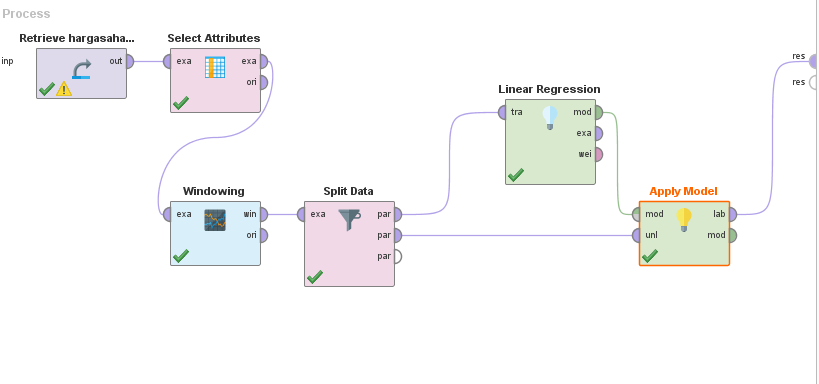 Process
Retrieve hargasaha...
Select Attributes
inp
out
exa
exa
ori
res
res
Linear Regression
tra
mod
exa
wei
Windowing
exa
win
ori
Split Data
exa
par
par
par
Apply Model
mod
lab
unl
mod